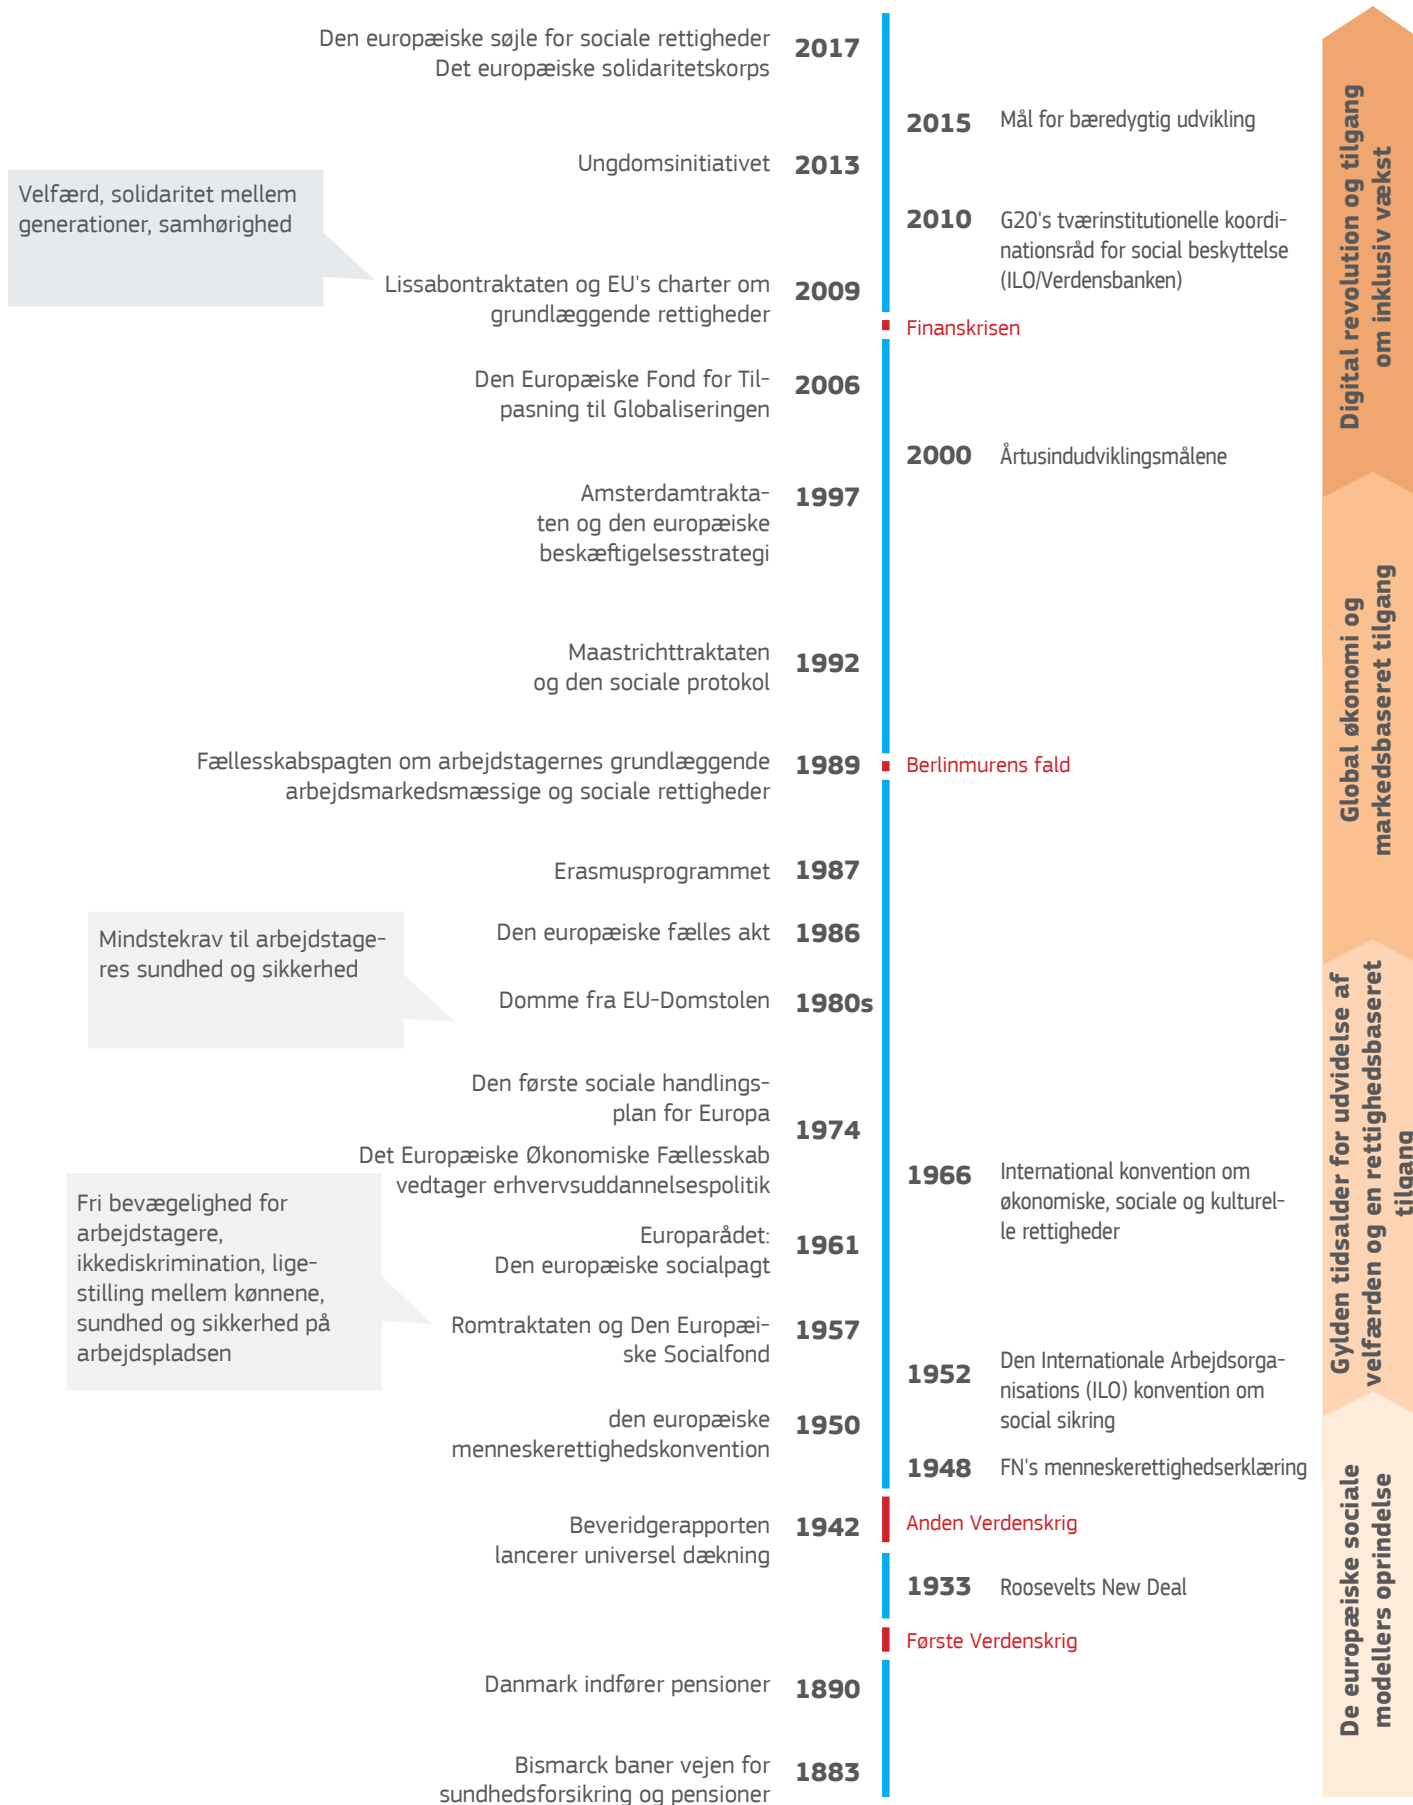 Den europæiske søjle for sociale rettigheder
Det europæiske solidaritetskorps
2017
2015
Mål for bæredygtig udvikling
Ungdomsinitiativet
2013
Velfærd, solidaritet mellem
generationer, samhørighed
2010
G20's tværinstitutionelle koordi-
nationsråd for social beskyttelse
(ILO/Verdensbanken)
Lissabontraktaten og EU's charter om
grundlæggende rettigheder
2009
Finanskrisen
Den Europæiske Fond for Til-
pasning til Globaliseringen
2006
2000
Årtusindudviklingsmålene
Amsterdamtrakta-
ten og den europæiske
beskæftigelsesstrategi
1997
Maastrichttraktaten
og den sociale protokol
1992
Fællesskabspagten om arbejdstagernes grundlæggende
arbejdsmarkedsmæssige og sociale rettigheder
1989
Berlinmurens fald
Erasmusprogrammet
1987
Den europæiske fælles akt
1986
Mindstekrav til arbejdstage-
res sundhed og sikkerhed
Domme fra EU-Domstolen
1980s
Den første sociale handlings-
plan for Europa
1974
Det Europæiske Økonomiske Fællesskab
vedtager erhvervsuddannelsespolitik
1966
International konvention om
økonomiske, sociale og kulturel-
le rettigheder
Fri bevægelighed for
arbejdstagere,
ikkediskrimination, lige-
stilling mellem kønnene,
sundhed og sikkerhed på
arbejdspladsen
Europarådet:
Den europæiske socialpagt
1961
Romtraktaten og Den Europæi-
ske Socialfond
1957
1952
Den Internationale Arbejdsorga-
nisations (ILO) konvention om
social sikring
den europæiske
menneskerettighedskonvention
1950
1948
FN's menneskerettighedserklæring
Beveridgerapporten
lancerer universel dækning
1942
Anden Verdenskrig
1933
Roosevelts New Deal
Første Verdenskrig
Danmark indfører pensioner
1890
Bismarck baner vejen for
sundhedsforsikring og pensioner
1883
Digital revolution og tilgang
om inklusiv vækst
Global økonomi og
markedsbaseret tilgang
Gylden tidsalder for udvidelse af
velfærden og en rettighedsbaseret
tilgang
De europæiske sociale
modellers oprindelse